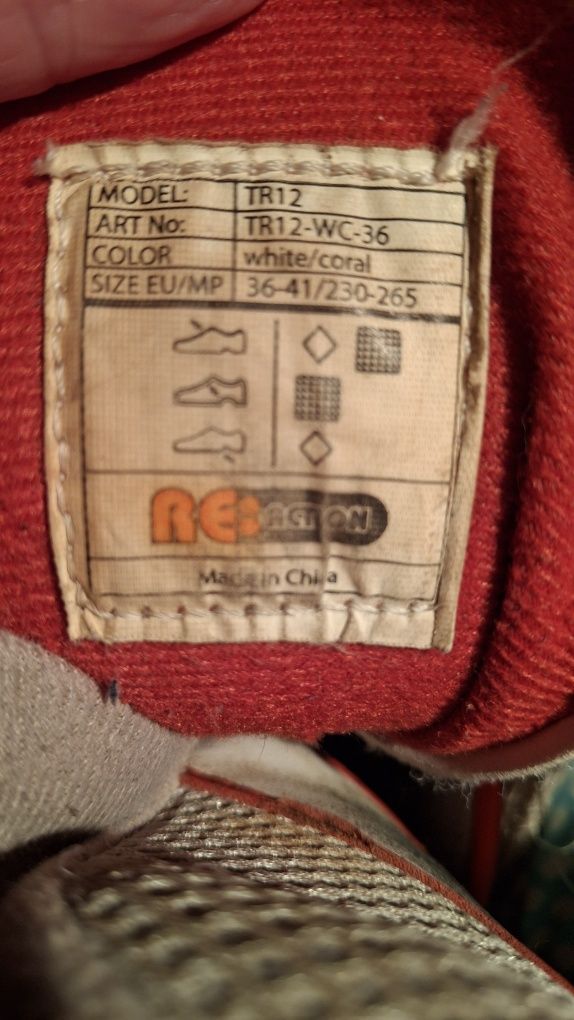 MODEL: TR12
ART No: TR12-WC-36
COLOR white/coral
SIZE EU/MP 36-41/230-265
RE:ACTION
Made in China